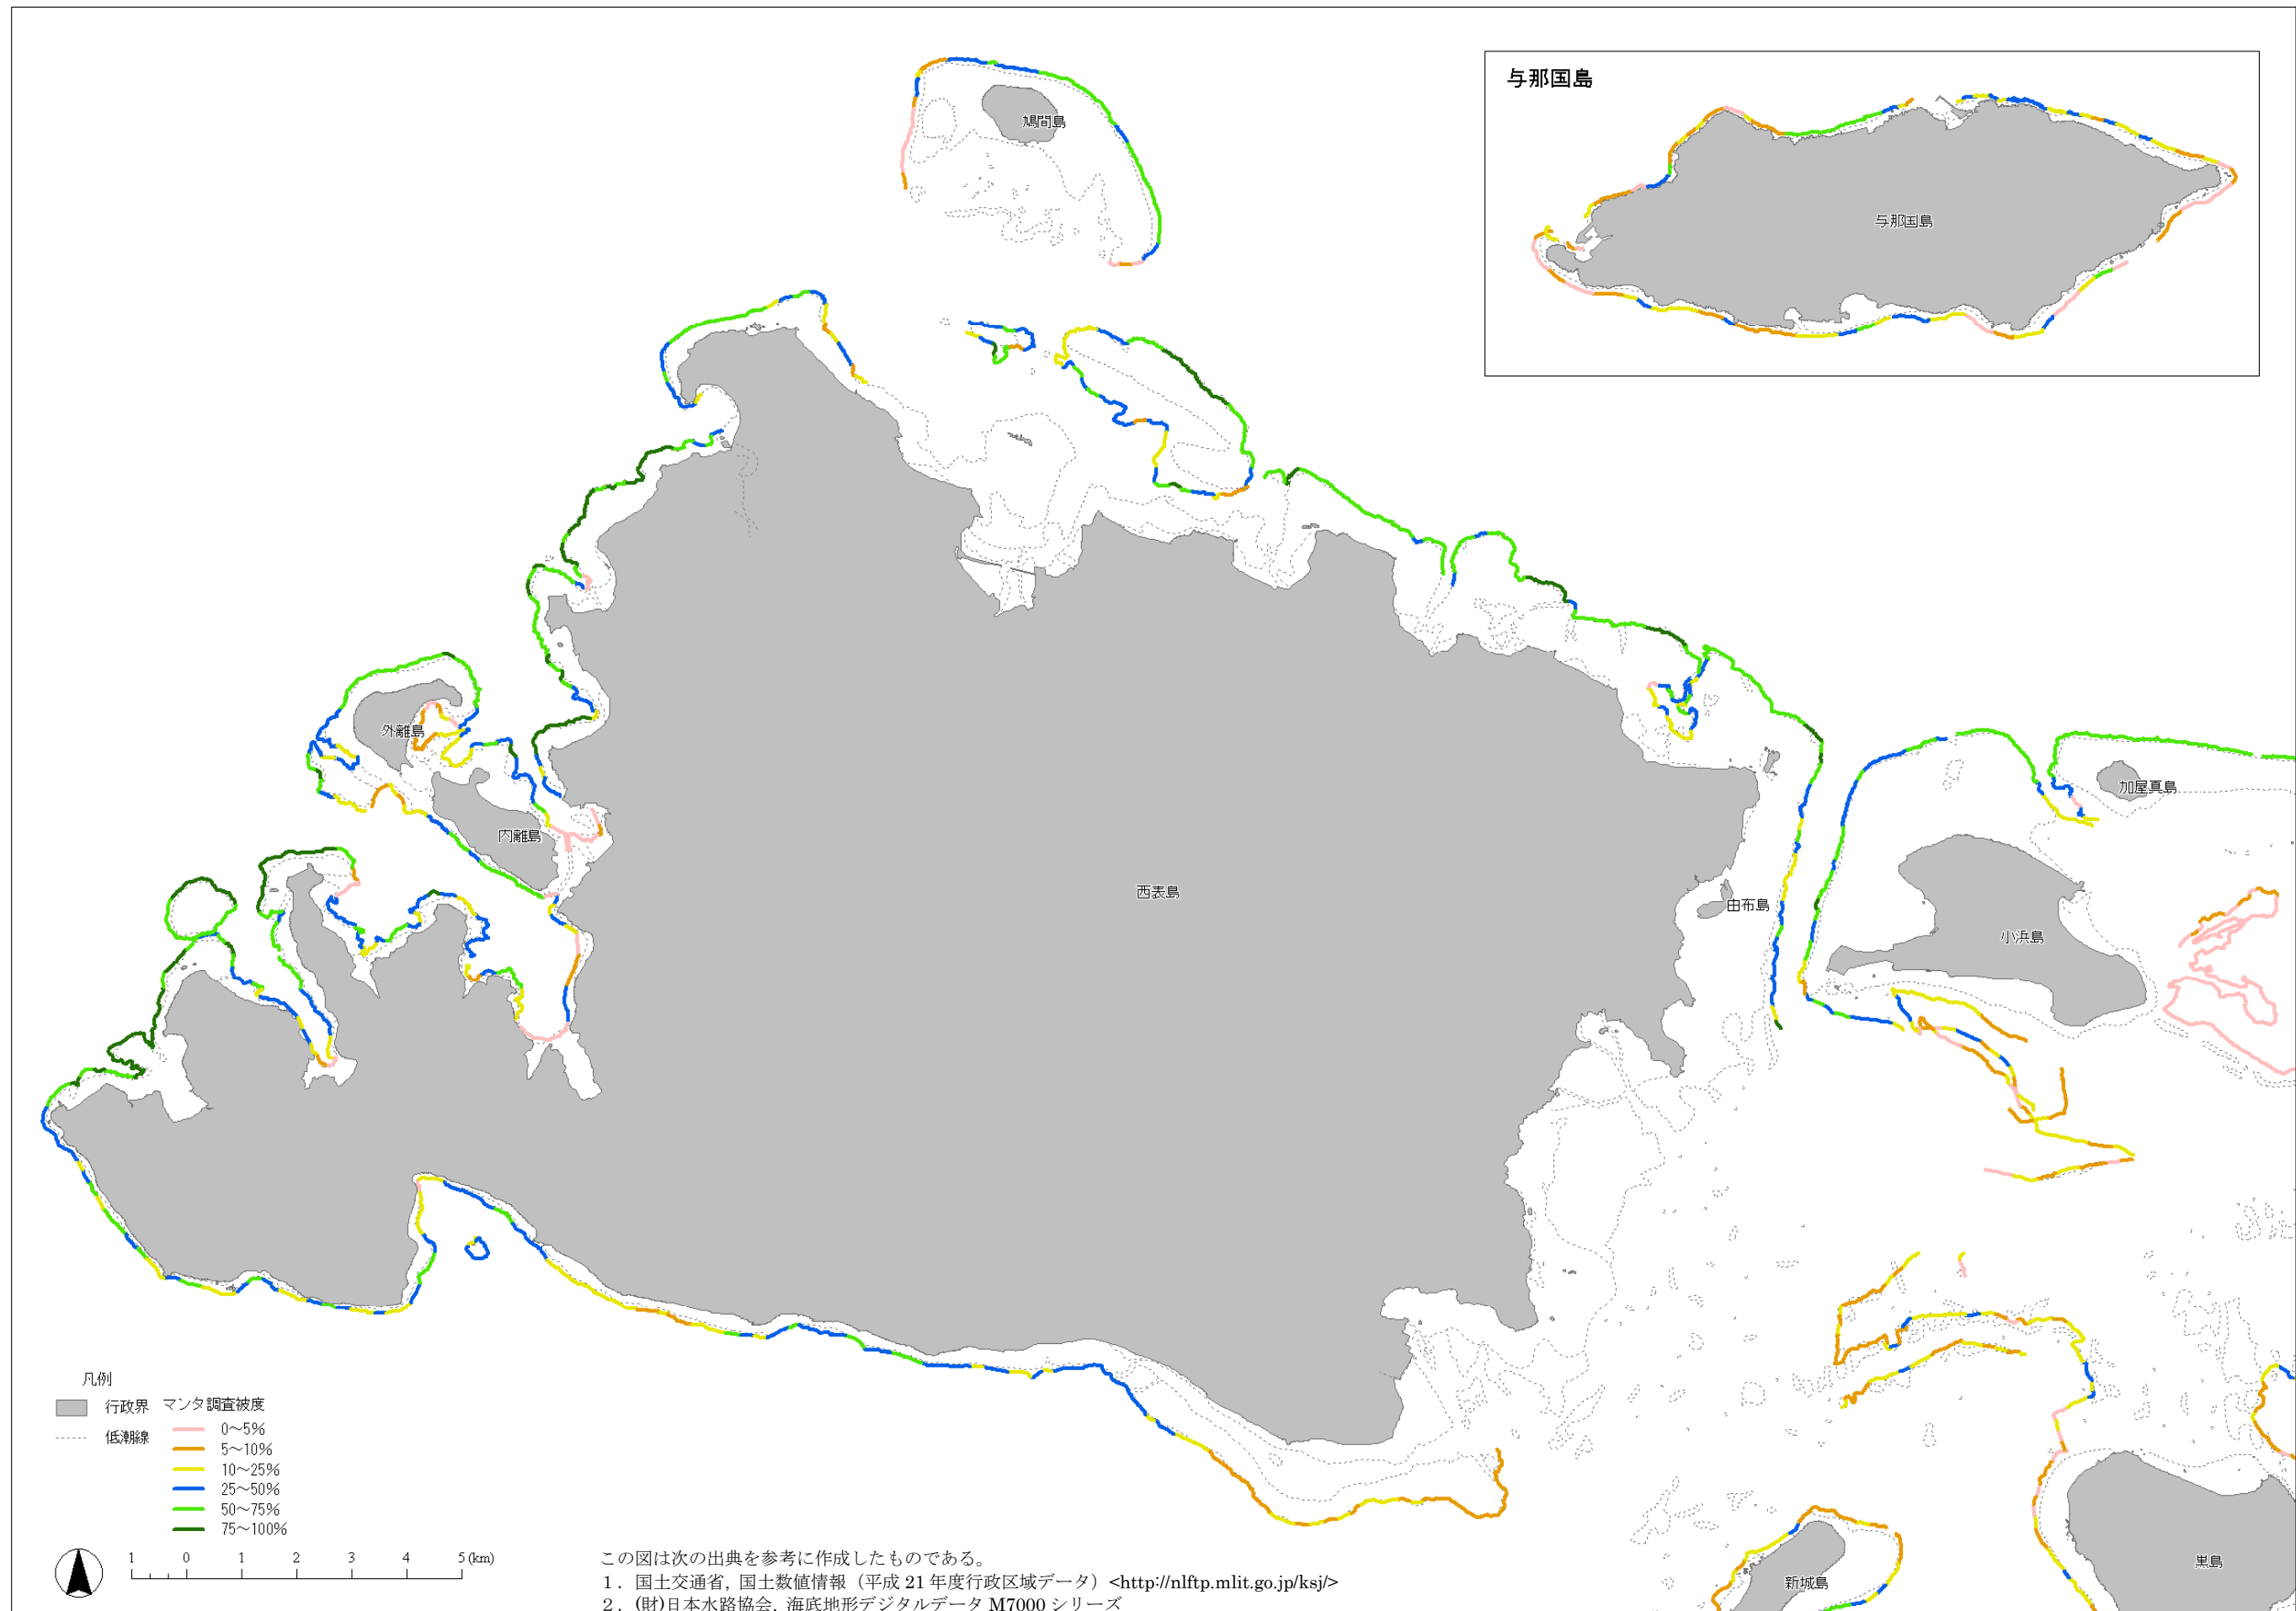 与那国島
鳩間島
与那国島
外離島
加屋真島
内離島
西表島
由布島
小浜島
凡例
行政界 マンタ調査被度
低潮線
0～5%
5～10%
10～25%
25～50%
50～75%
75～100%
1 0 1 2 3 4 5 (km)
この図は次の出典を参考に作成したものである。
1．国土交通省, 国土数値情報（平成 21 年度行政区域データ）<http://nlftp.mlit.go.jp/ksj/>
2．(財)日本水路協会, 海底地形デジタルデータ M7000 シリーズ
新城島
黒島